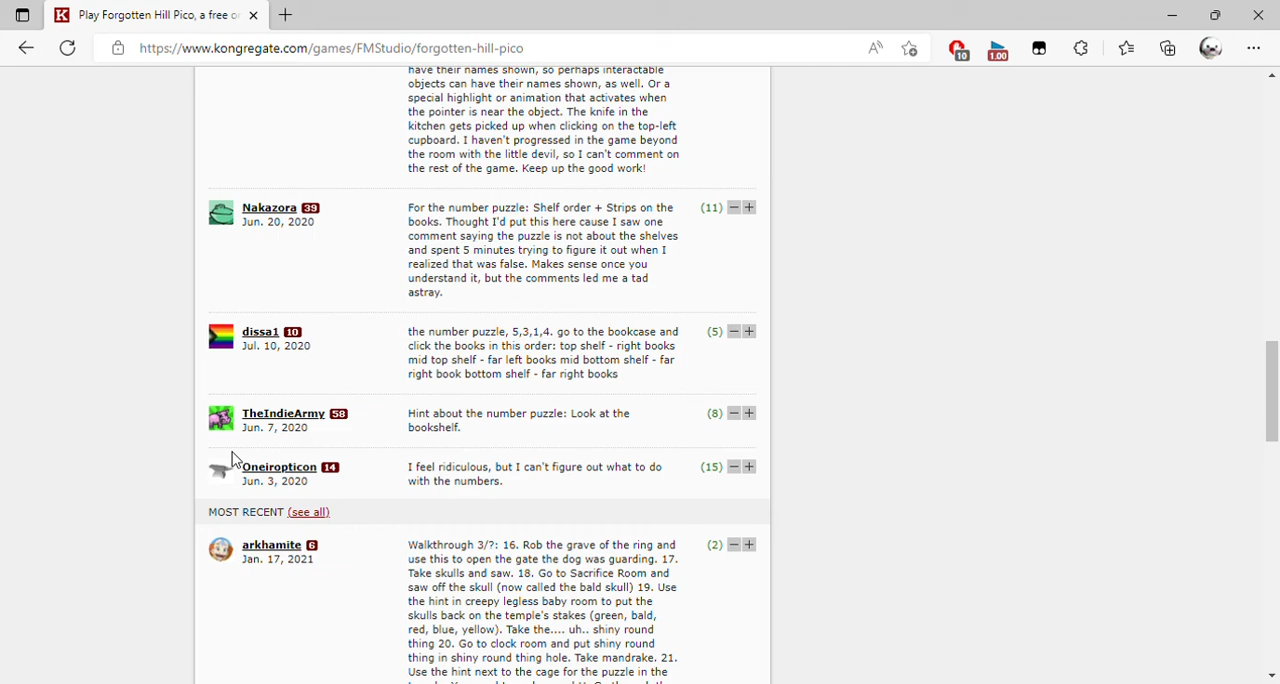 Play Forgotten Hill Pico, a free o
https://www.kongregate.com/games/FMStudio/forgotten-hill-pico
10
1.00
have their names shown, so perhaps interactable
objects can have their names shown, as well. Or a
special highlight or animation that activates when
the pointer is near the object. The knife in the
kitchen gets picked up when clicking on the top-left
cupboard. I haven't progressed in the game beyond
the room with the little devil, so I can't comment on
the rest of the game. Keep up the good work!
Nakazora 39
Jun. 20, 2020
For the number puzzle: Shelf order + Strips on the
books. Thought I'd put this here cause I saw one
comment saying the puzzle is not about the shelves
and spent 5 minutes trying to figure it out when I
realized that was false. Makes sense once you
understand it, but the comments led me a tad
astray.
(11)
dissa1 10
Jul. 10, 2020
the number puzzle, 5,3,1,4. go to the bookcase and
click the books in this order: top shelf - right books
mid top shelf - far left books mid bottom shelf - far
right book bottom shelf - far right books
(5)
TheIndieArmy 58
Jun. 7, 2020
Hint about the number puzzle: Look at the
bookshelf.
(8)
Oneiropticon 14
Jun. 3, 2020
I feel ridiculous, but I can't figure out what to do
with the numbers.
(15)
MOST RECENT (see all)
arkhamite 6
Jan. 17, 2021
Walkthrough 3/?: 16. Rob the grave of the ring and
use this to open the gate the dog was guarding. 17.
Take skulls and saw. 18. Go to Sacrifice Room and
saw off the skull (now called the bald skull) 19. Use
the hint in creepy legless baby room to put the
skulls back on the temple's stakes (green, bald,
red, blue, yellow). Take the.... uh.. shiny round
thing 20. Go to clock room and put shiny round
thing in shiny round thing hole. Take mandrake. 21.
Use the hint next to the cage for the puzzle in the
(2)